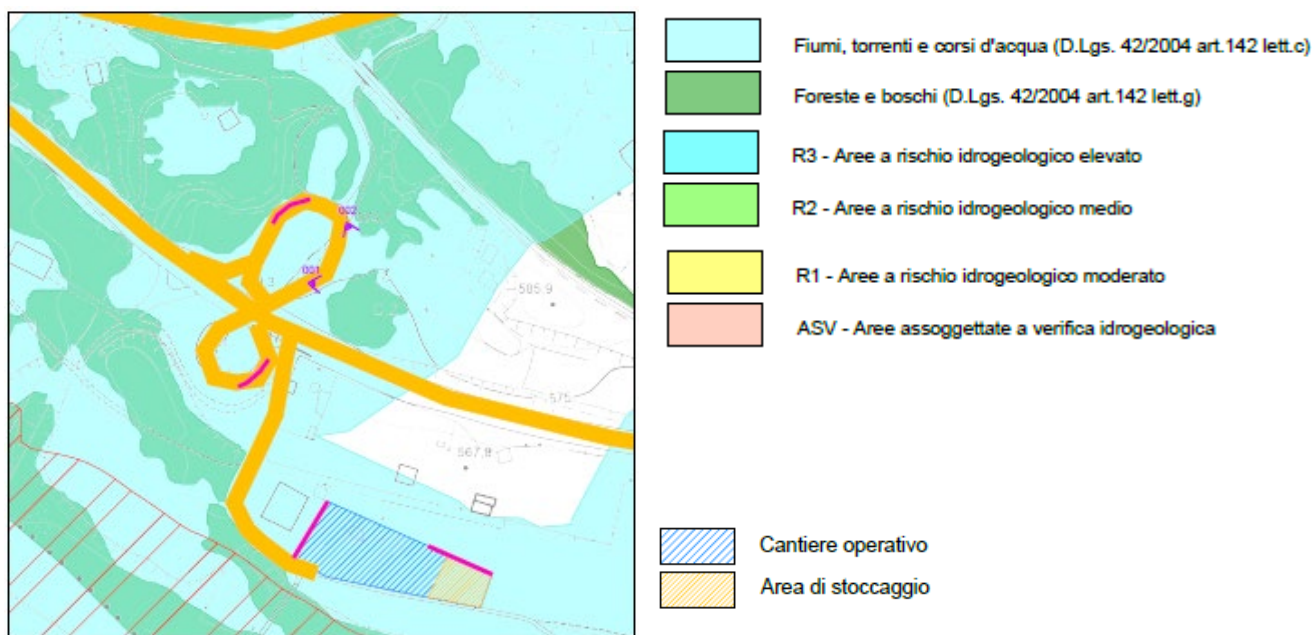 Fiumi, torrenti e corsi d'acqua (D.Lgs. 42/2004 art.142 lett.c)
Foreste e boschi (D.Lgs. 42/2004 art.142 lett.g)
R3 - Aree a rischio idrogeologico elevato
R2 - Aree a rischio idrogeologico medio
R1 - Aree a rischio idrogeologico moderato
ASV - Aree assoggettate a verifica idrogeologica
Cantiere operativo
Area di stoccaggio
002
001
585,9
575
567,8